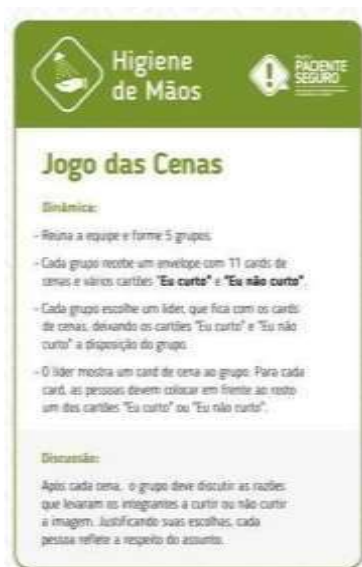 Higiene
de Mãos
PACIENTE
SEGURO
Jogo das Cenas
Dinâmica:
- Reúna a equipe e forme 5 grupos.
- Cada grupo recebe um envelope com 11 cards de
cenas e vários cartões "Eu curto" e "Eu não curto".
- Cada grupo escolhe um líder, que fica com os cards
de cenas, deixando os cartões "Eu curto" e "Eu não
curto" a disposição do grupo.
- O líder mostra um card de cena ao grupo. Para cada
card, as pessoas devem colocar em frente ao rosto
um dos cartões "Eu curto" ou "Eu não curto".
Discussão:
Após cada cena, o grupo deve discutir as razões
que levaram os integrantes a curtir ou não curtir
a imagem. Justificando suas escolhas, cada
pessoa reflete a respeito do assunto.